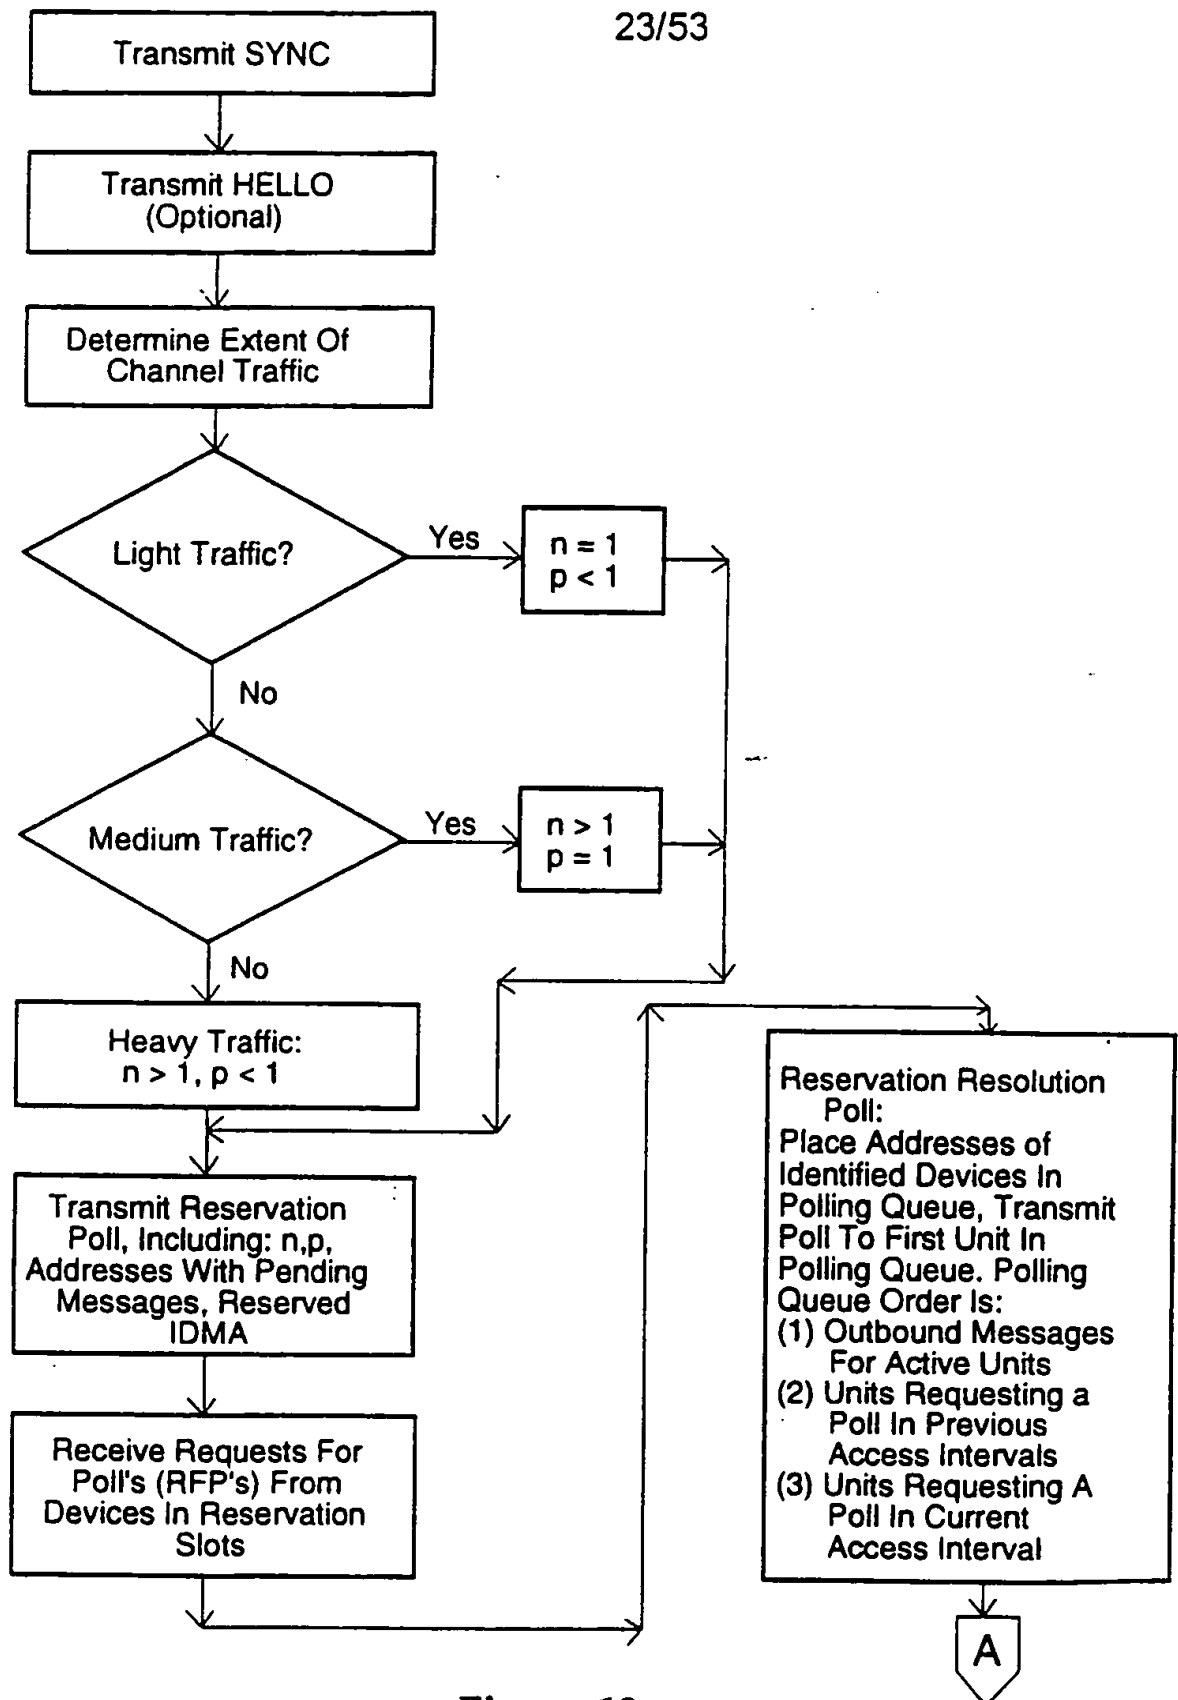 23/53
Transmit SYNC
Transmit HELLO
(Optional)
Determine Extent Of
Channel Traffic
Light Traffic?
Yes
n = 1
p < 1
No
Medium Traffic?
Yes
n > 1
p = 1
No
Heavy Traffic:
n > 1, p < 1
Transmit Reservation
Poll, Including: n,p,
Addresses With Pending
Messages, Reserved
IDMA
Receive Requests For
Poll's (RFP's) From
Devices In Reservation
Slots
Reservation Resolution
Poll:
Place Addresses of
Identified Devices In
Polling Queue, Transmit
Poll To First Unit In
Polling Queue. Polling
Queue Order Is:
(1) Outbound Messages
For Active Units
(2) Units Requesting a
Poll In Previous
Access Intervals
(3) Units Requesting A
Poll In Current
Access Interval
A